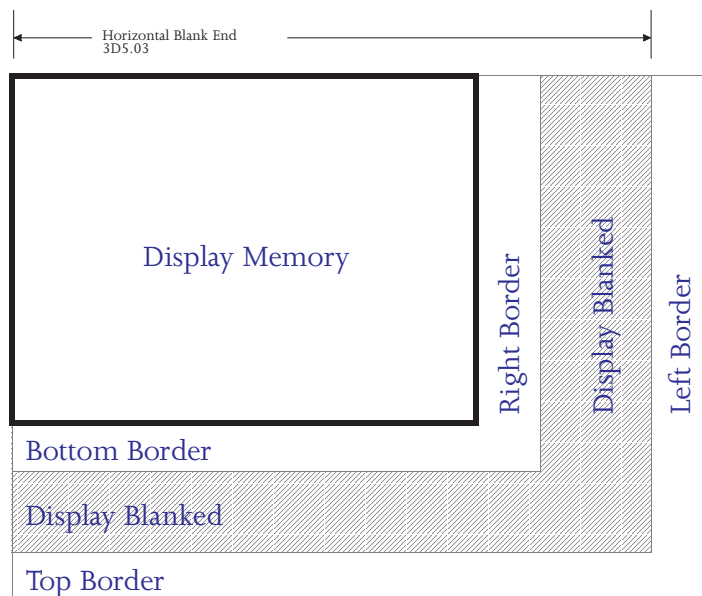 Horizontal Blank End
3D5.03
Display Memory
Right Border
Display Blanked
Left Border
Bottom Border
Display Blanked
Top Border